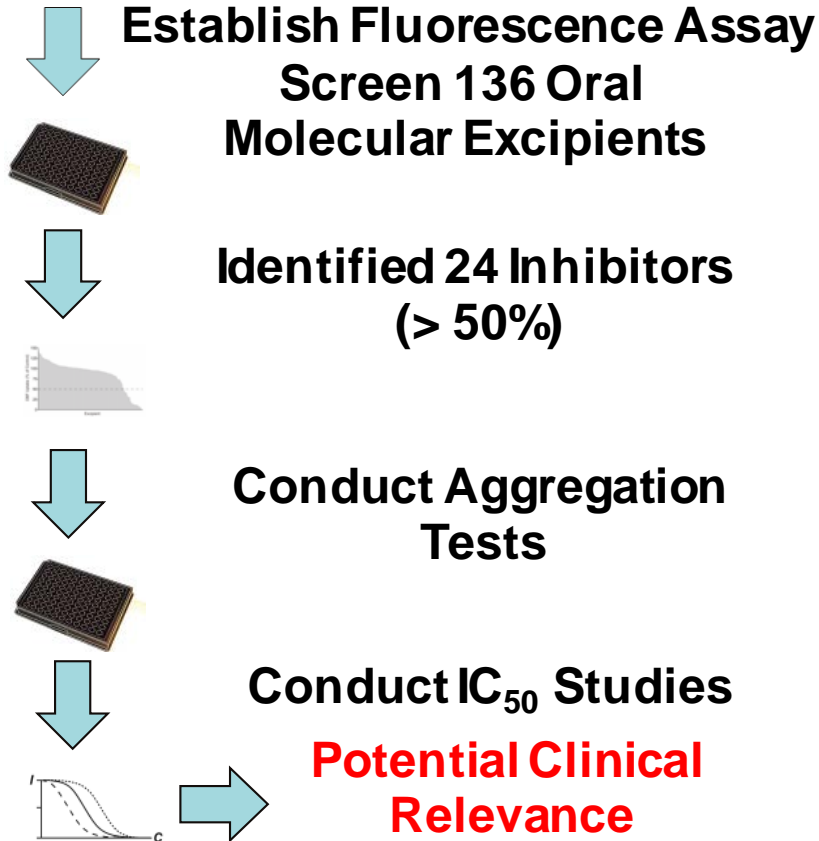 Establish Fluorescence Assay
Screen 136 Oral
Molecular Excipients
Identified 24 Inhibitors
(> 50%)
Conduct Aggregation
Tests
Conduct IC₅₀ Studies
Potential Clinical
Relevance
I
C